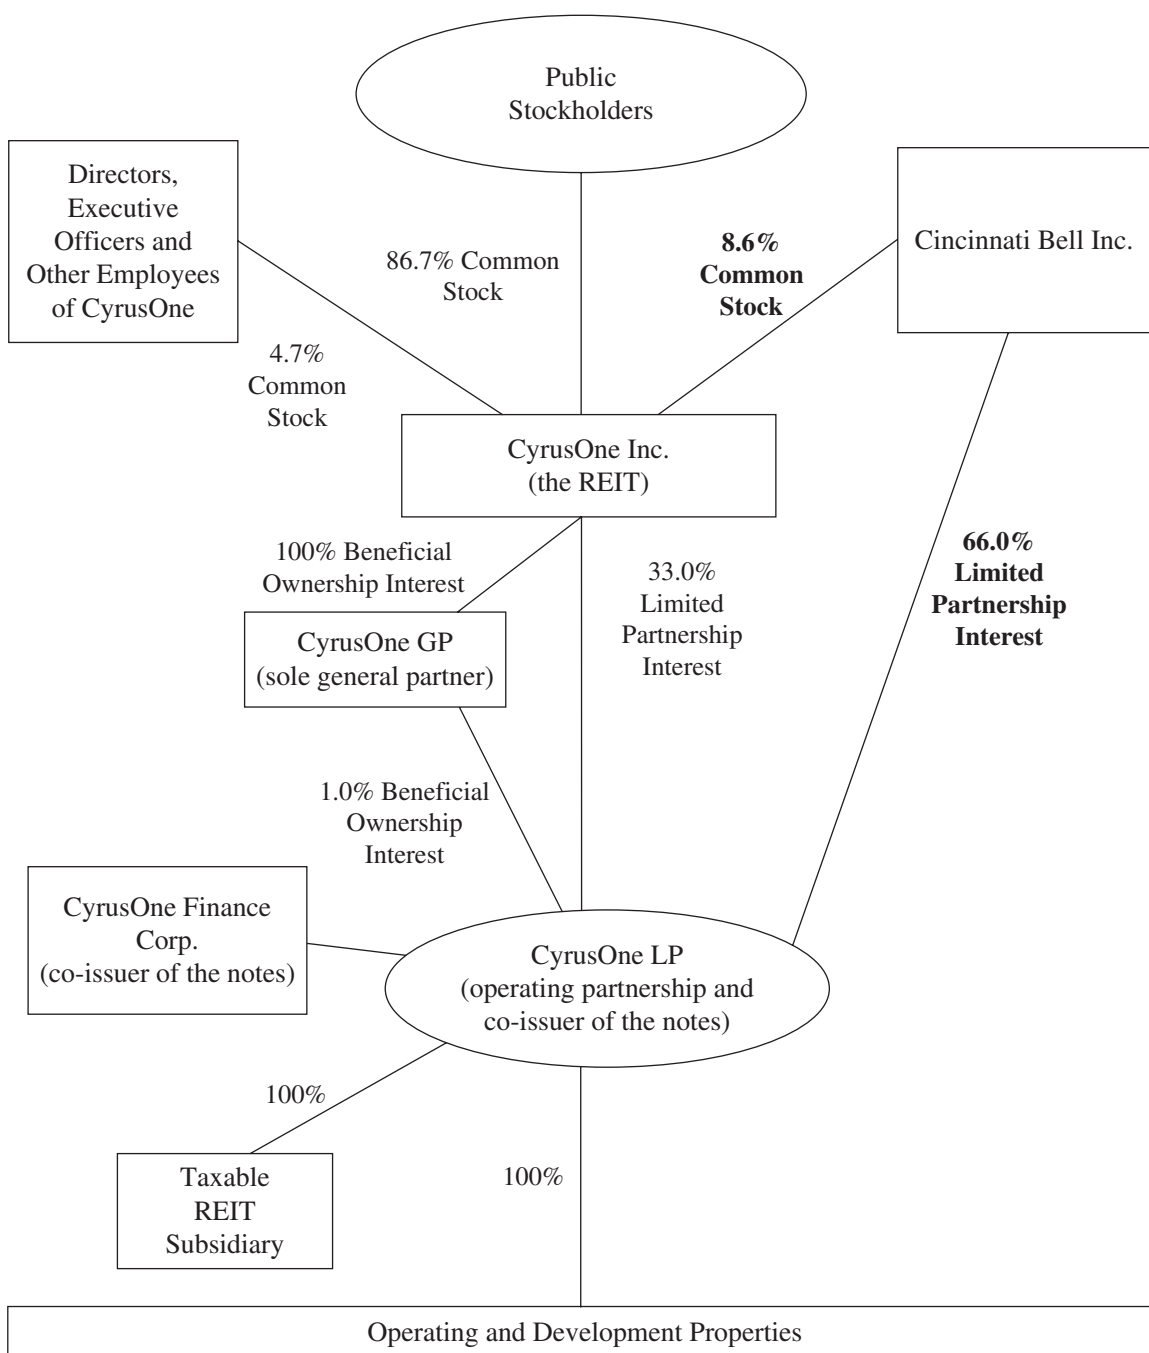 Public
Stockholders
Directors,
Executive
Officers and
Other Employees
of CyrusOne
86.7% Common
Stock
8.6%
Common
Stock
Cincinnati Bell Inc.
4.7%
Common
Stock
CyrusOne Inc.
(the REIT)
100% Beneficial
Ownership Interest
33.0%
Limited
Partnership
Interest
66.0%
Limited
Partnership
Interest
CyrusOne GP
(sole general partner)
1.0% Beneficial
Ownership
Interest
CyrusOne Finance
Corp.
(co-issuer of the notes)
CyrusOne LP
(operating partnership and
co-issuer of the notes)
100%
Taxable
REIT
Subsidiary
100%
Operating and Development Properties